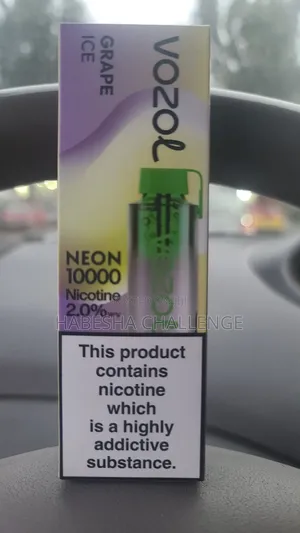 GRAPE
ICE
VOZOL
NEON
10000
Nicotine
2.0%
HABESHA CHALLENGE
This product
contains
nicotine
which
is a highly
addictive
substance.